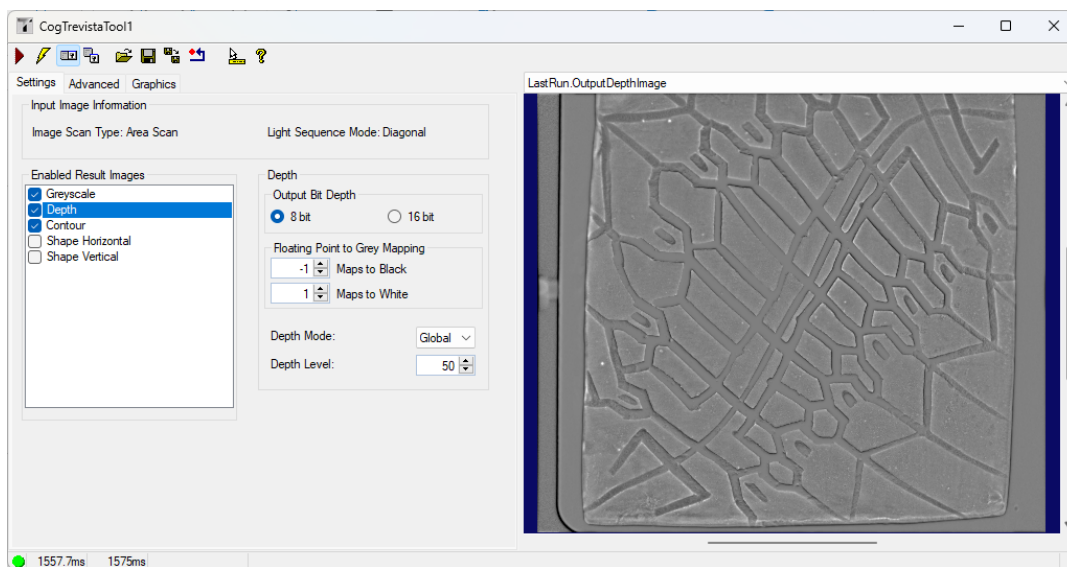 CogTrevistaTool1
Settings Advanced Graphics
LastRun.OutputDepthImage
Input Image Infomation
Image Scan Type: Area Scan Light Sequence Mode: Diagonal
Enabled Result Images
Greyscale
Depth
Contour
Shape Horizontal
Shape Vertical
Depth
Output Bit Depth
8 bit 16 bit
Floating Point to Grey Mapping
-1 Maps to Black
1 Maps to White
Depth Mode: Global
Depth Level: 50
1557.7ms 1575ms